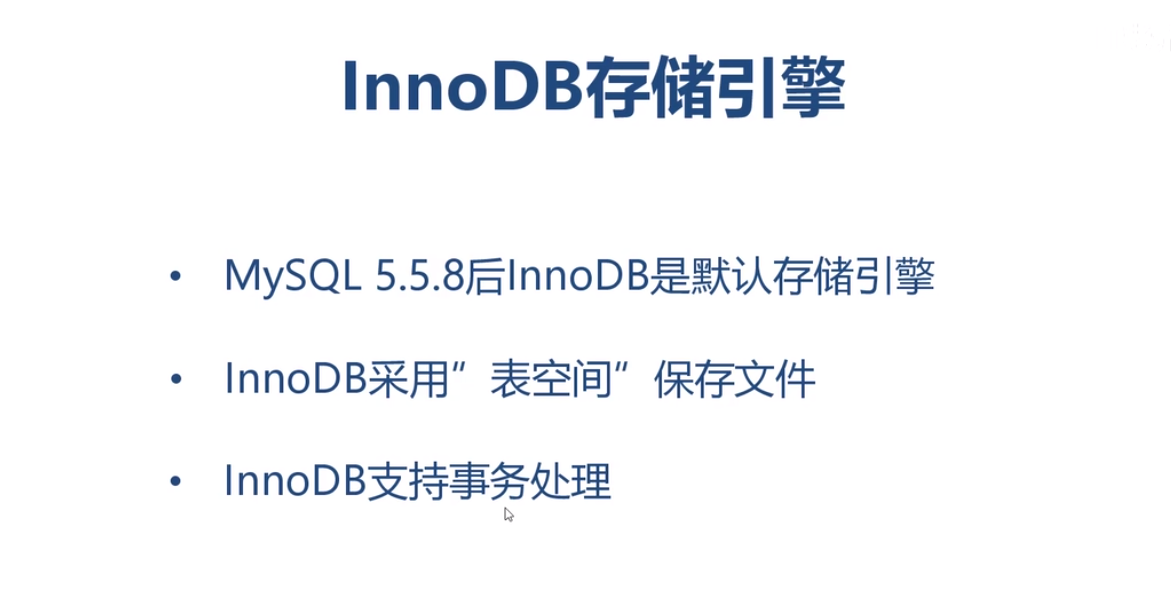 InnoDB存储引擎
• MySQL 5.5.8后InnoDB是默认存储引擎
• InnoDB采用”表空间”保存文件
• InnoDB支持事务处理